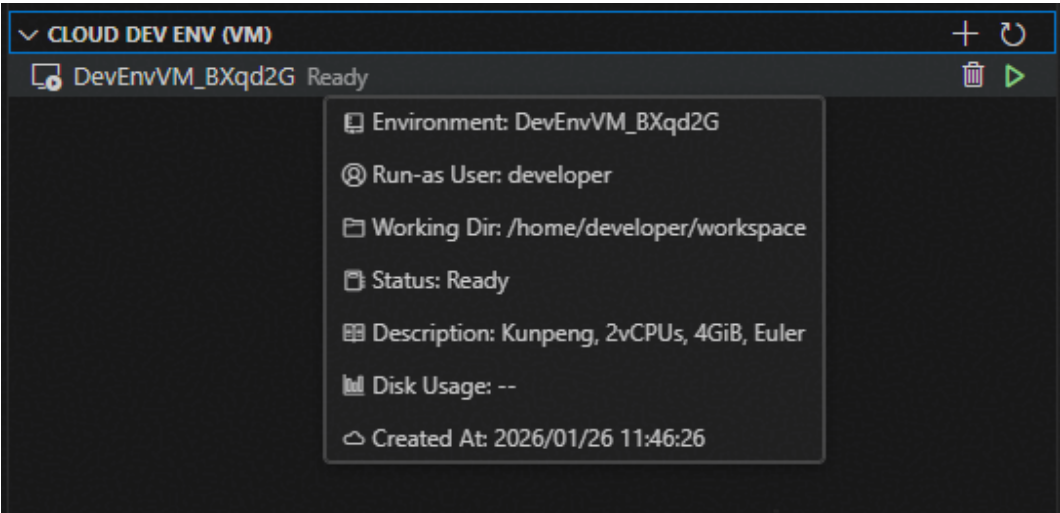 CLOUD DEV ENV (VM)
DevEnvVM_BXqd2G Ready
Environment: DevEnvVM_BXqd2G
Run-as User: developer
Working Dir: /home/developer/workspace
Status: Ready
Description: Kunpeng, 2vCPUs, 4GiB, Euler
Disk Usage: --
Created At: 2026/01/26 11:46:26